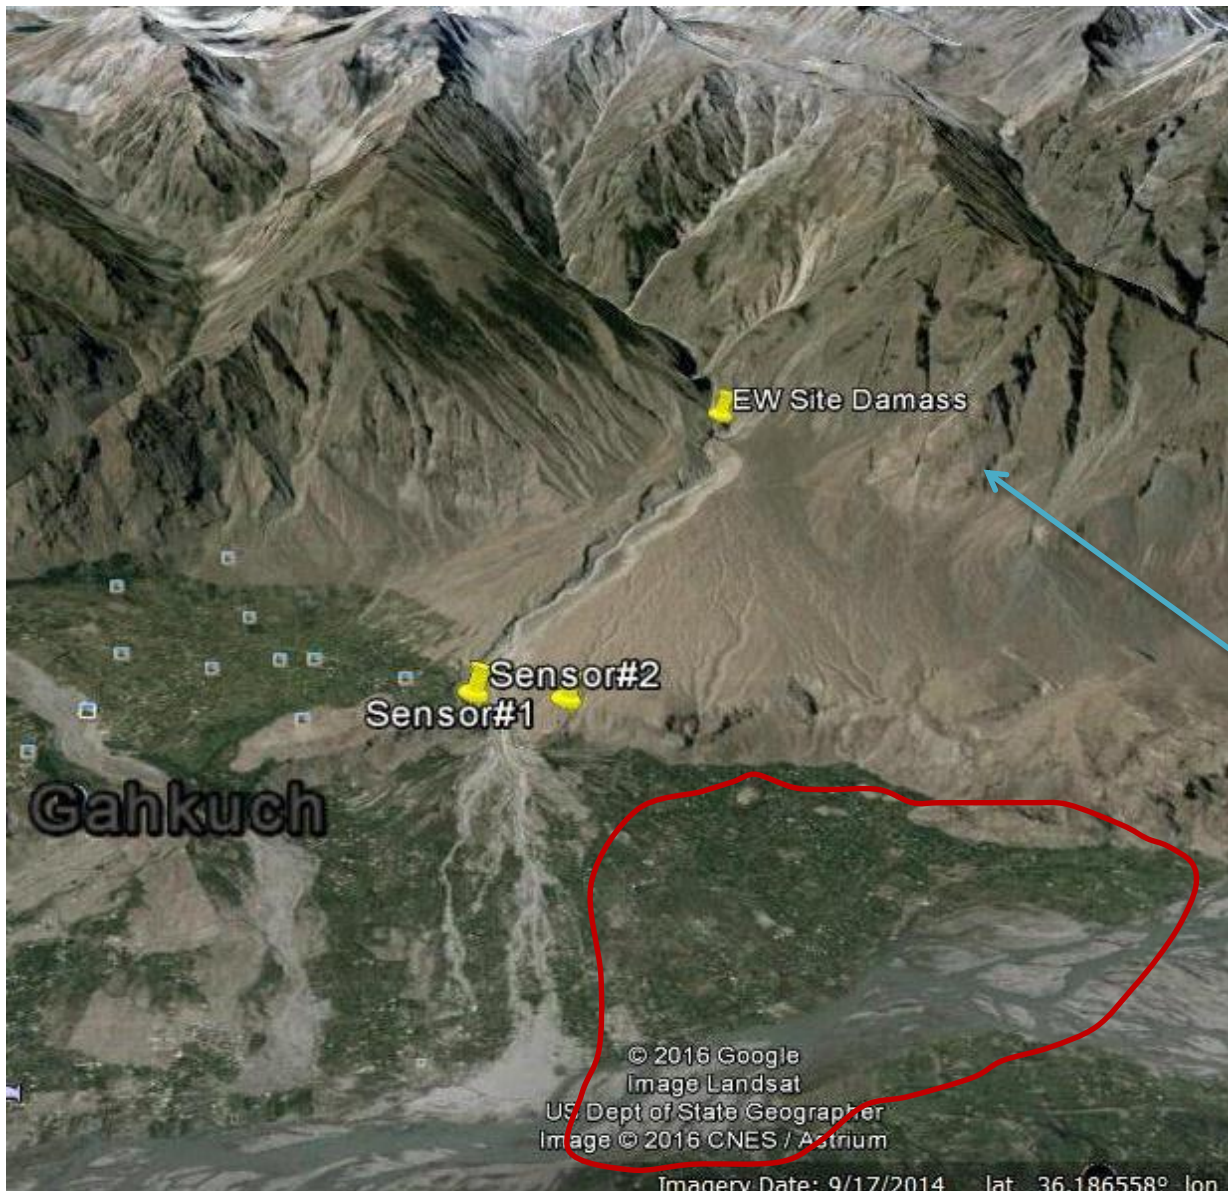 EW Site Damass
Sensor#2
Sensor#1
Gahkuch
© 2016 Google
Image Landsat
US Dept of State Geographer
Image © 2016 CNES / Astrium
Imagery Date: 9/17/2014 lat 36.186558° lon